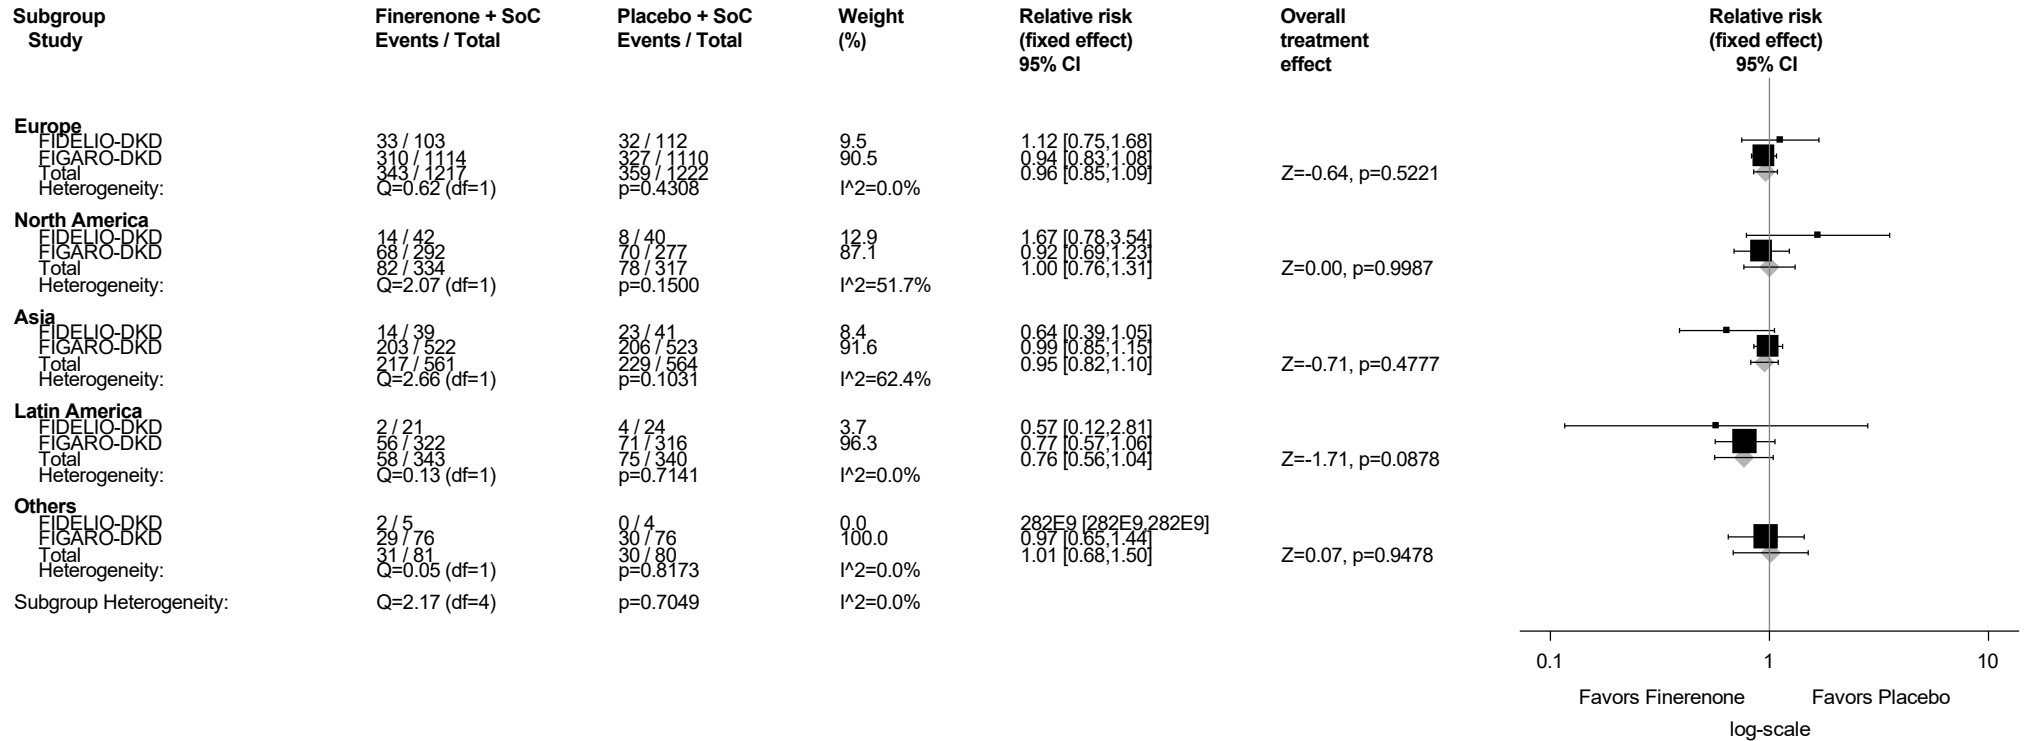 Subgroup Finerenone + SoC Placebo + SoC Weight Relative risk Overall Relative risk
Study Events / Total Events / Total (%) (fixed effect) treatment (fixed effect)
95% CI effect 95% CI
Europe
FIDELIO-DKD 33 / 103 32 / 112 9.5 1.12 [0.75,1.68]
FIGARO-DKD 310 / 1114 327 / 1110 90.5 0.94 [0.83,1.08]
Total 343 / 1217 359 / 1222 0.96 [0.85,1.09] Z=-0.64, p=0.5221
Heterogeneity: Q=0.62 (df=1) p=0.4308 I^2=0.0%
North America
FIDELIO-DKD 14 / 42 8 / 40 12.9 1.67 [0.78,3.54]
FIGARO-DKD 68 / 292 70 / 277 87.1 0.92 [0.69,1.23]
Total 82 / 334 78 / 317 1.00 [0.76,1.31] Z=0.00, p=0.9987
Heterogeneity: Q=2.07 (df=1) p=0.1500 I^2=51.7%
Asia
FIDELIO-DKD 14 / 39 23 / 41 8.4 0.64 [0.39,1.05]
FIGARO-DKD 203 / 522 206 / 523 91.6 0.99 [0.85,1.15]
Total 217 / 561 229 / 564 0.95 [0.82,1.10] Z=-0.71, p=0.4777
Heterogeneity: Q=2.66 (df=1) p=0.1031 I^2=62.4%
Latin America
FIDELIO-DKD 2 / 21 4 / 24 3.7 0.57 [0.12,2.81]
FIGARO-DKD 56 / 322 71 / 316 96.3 0.77 [0.57,1.06]
Total 58 / 343 75 / 340 0.76 [0.56,1.04] Z=-1.71, p=0.0878
Heterogeneity: Q=0.13 (df=1) p=0.7141 I^2=0.0%
Others
FIDELIO-DKD 2 / 5 0 / 4 0.0 282E9 [282E9,282E9]
FIGARO-DKD 29 / 76 30 / 76 100.0 0.97 [0.65,1.44]
Total 31 / 81 30 / 80 1.01 [0.68,1.50] Z=0.07, p=0.9478
Heterogeneity: Q=0.05 (df=1) p=0.8173 I^2=0.0%
Subgroup Heterogeneity: Q=2.17 (df=4) p=0.7049 I^2=0.0%
0.1 1 10
Favors Finerenone Favors Placebo
log-scale